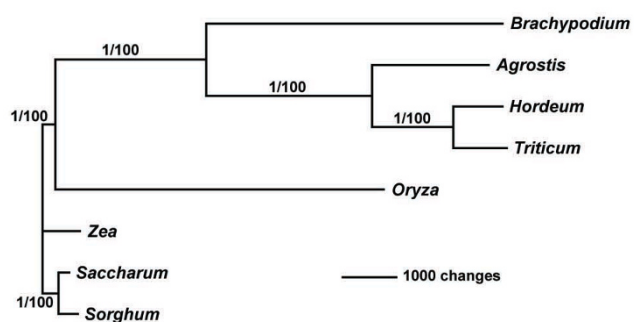 Brachypodium
1/100
Agrostis
1/100
Hordeum
1/100
1/100
Triticum
Oryza
Zea
Saccharum
1000 changes
1/100
Sorghum